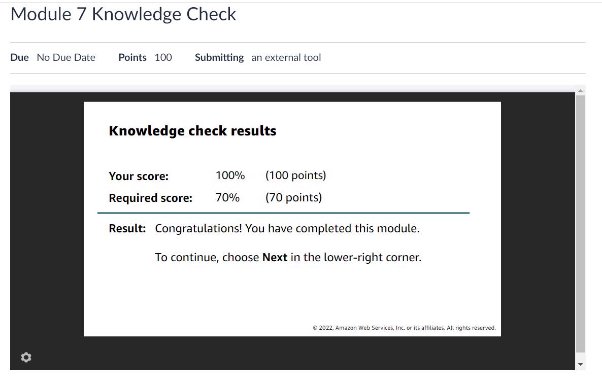 Module 7 Knowledge Check
Due No Due Date Points 100 Submitting an external tool
Knowledge check results
Your score: 100% (100 points)
Required score: 70% (70 points)
Result: Congratulations! You have completed this module.
To continue, choose Next in the lower-right corner.
© 2022, Amazon Web Services, Inc. or its affiliates. All rights reserved.